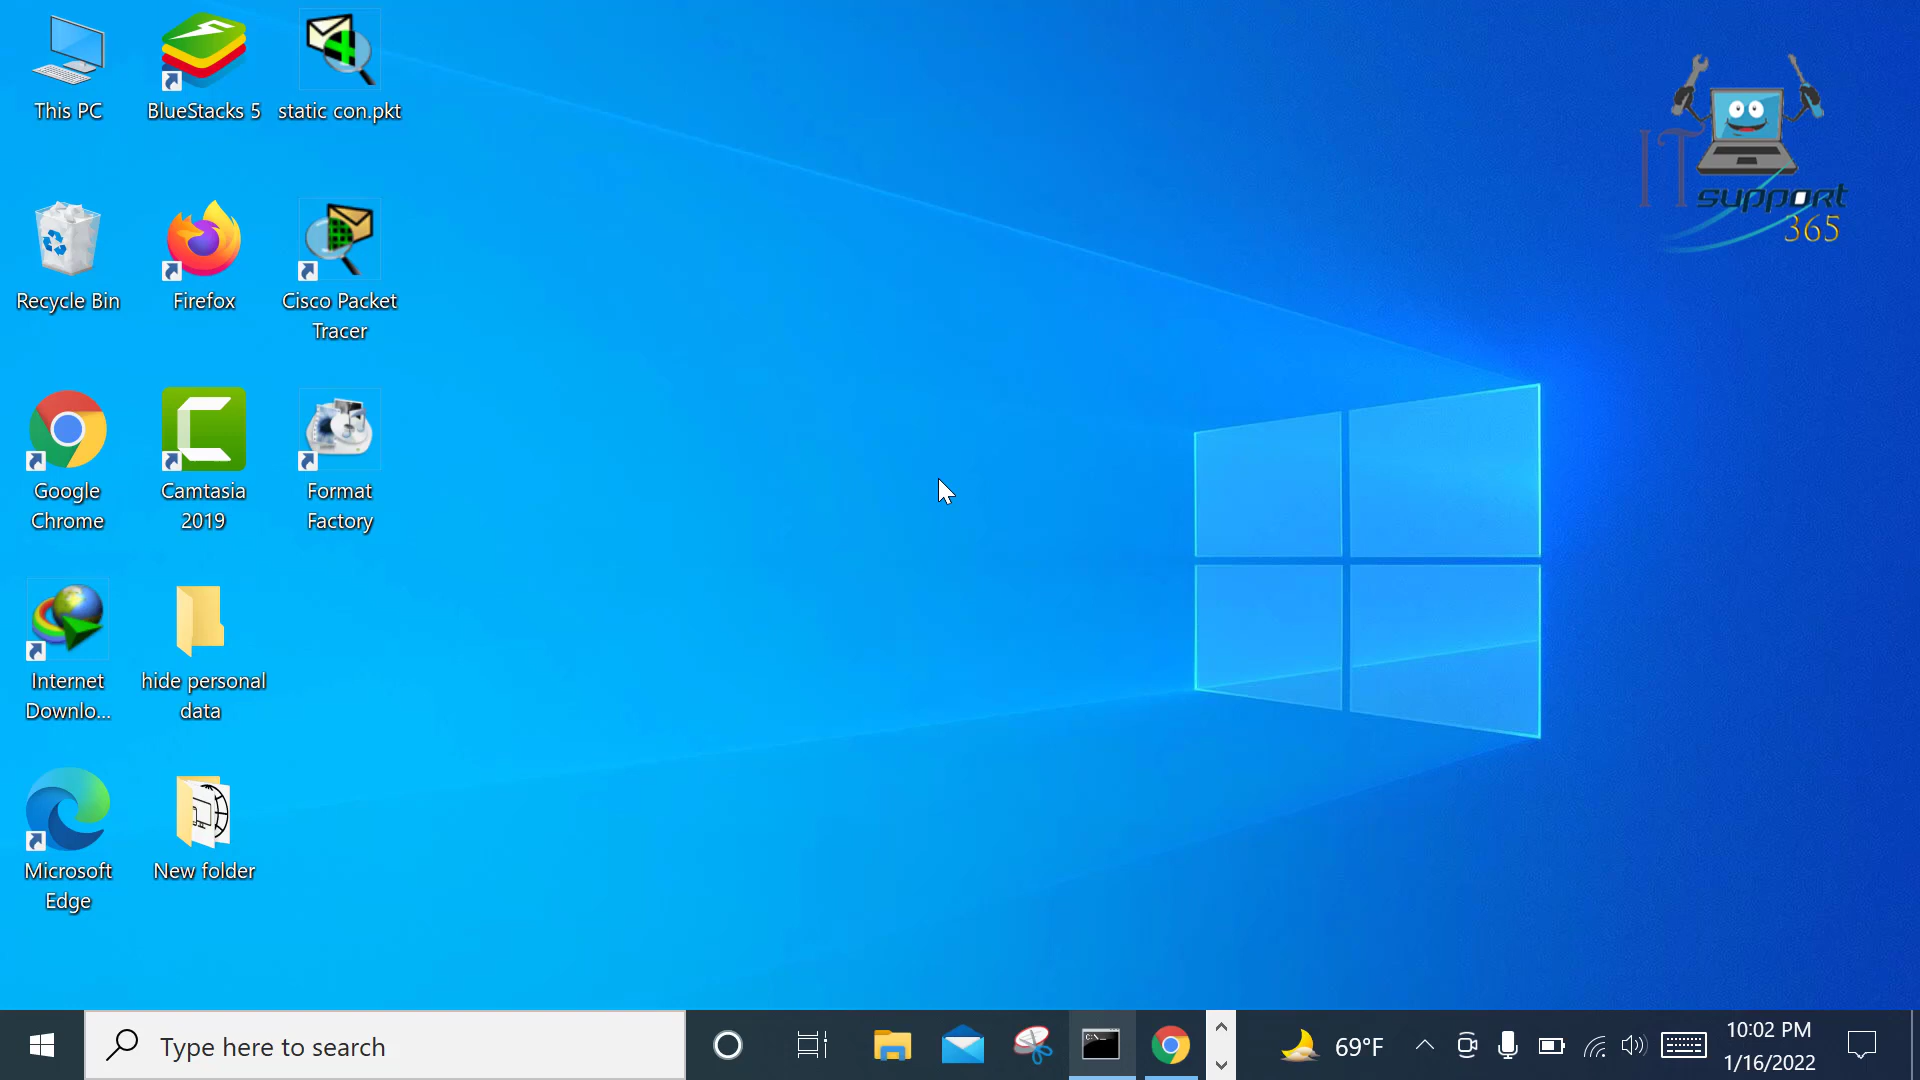 This PC
BlueStacks 5
static con.pkt
IT
support
365
Recycle Bin
Firefox
Cisco Packet
Tracer
Google
Chrome
Camtasia
2019
Format
Factory
Internet
Downlo...
hide personal
data
Microsoft
Edge
New folder
Type here to search
C:\_
69°F
10:02 PM
1/16/2022